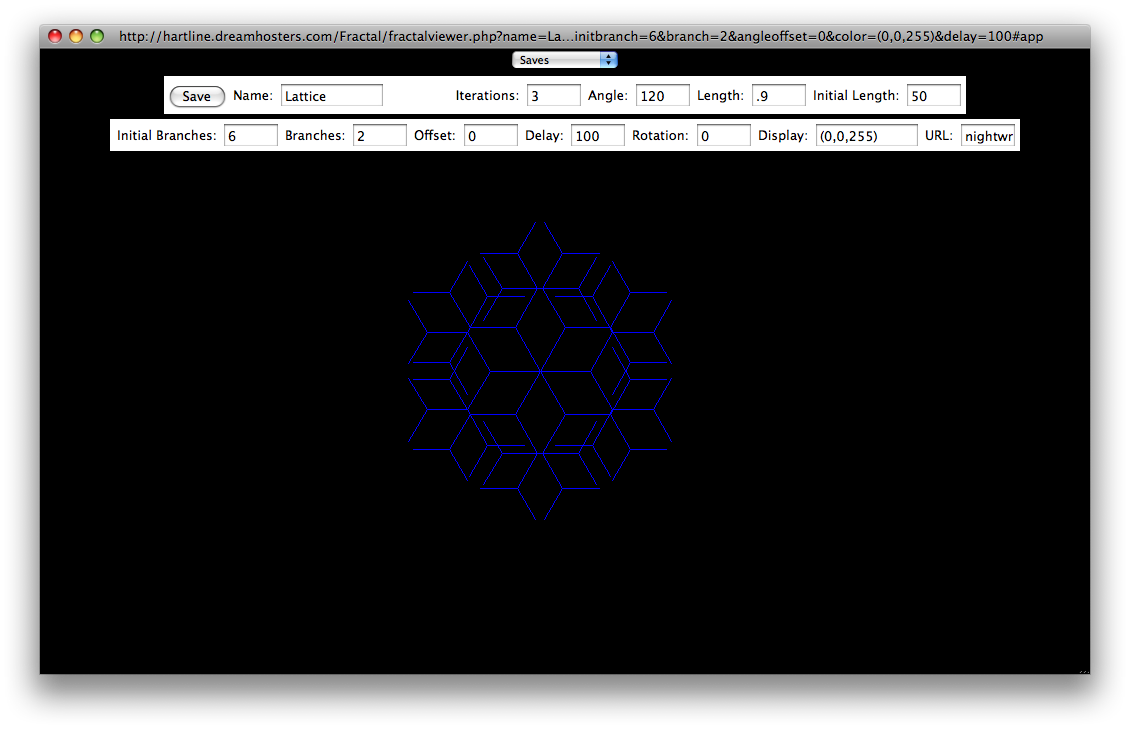 http://hartline.dreamhosters.com/Fractal/fractalviewer.php?name=La...initbranch=6&branch=2&angleoffset=0&color=(0,0,255)&delay=100#app
Saves
Save Name: Lattice Iterations: 3 Angle: 120 Length: .9 Initial Length: 50
Initial Branches: 6 Branches: 2 Offset: 0 Delay: 100 Rotation: 0 Display: (0,0,255) URL: nightwr